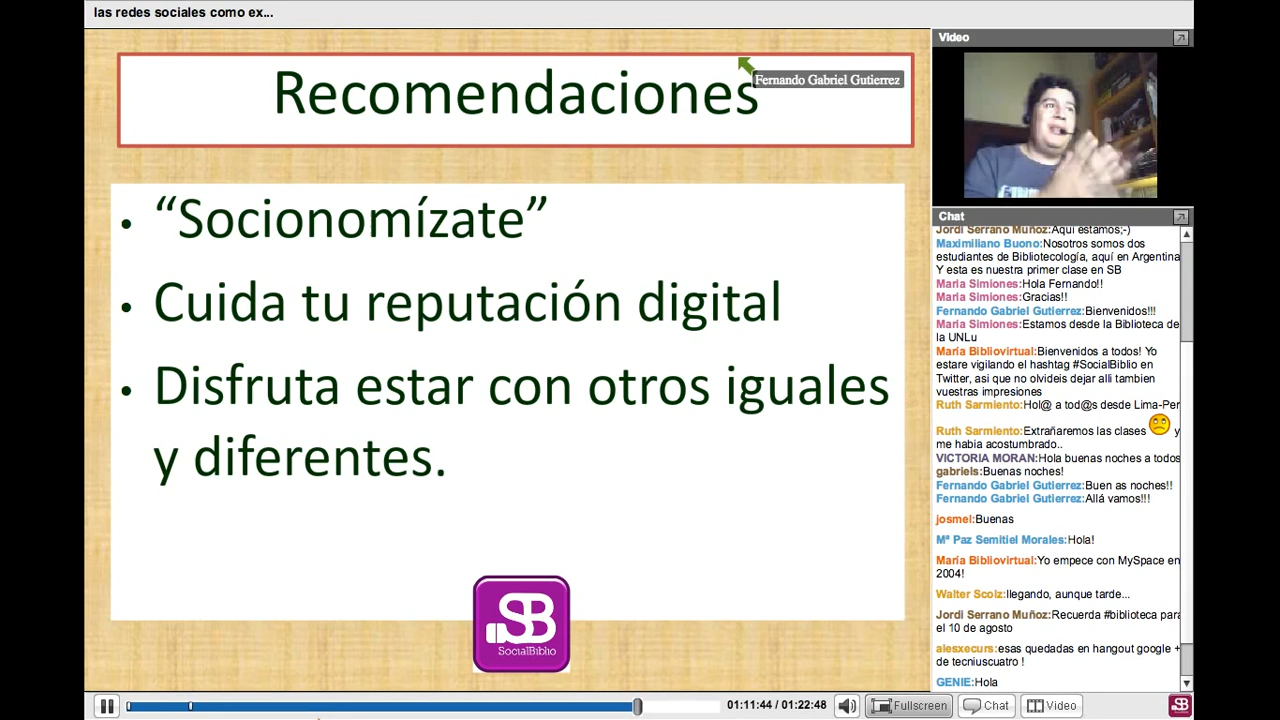 las redes sociales como ex...
Recomendaciones
Fernando Gabriel Gutierrez
• “Socionomízate”
• Cuida tu reputación digital
• Disfruta estar con otros iguales
y diferentes.
SB
SocialBiblio
Video
Chat
Jordi Serrano Muñoz:Aquí estamos;-)
Maximiliano Buono:Nosotros somos dos
estudiantes de Bibliotecología, aquí en Argentina
Y esta es nuestra primer clase en SB
Maria Simiones:Hola Fernando!!
Maria Simiones:Gracias!!
Fernando Gabriel Gutierrez:Bienvenidos!!!
Maria Simiones:Estamos desde la Biblioteca de
la UNLu
María Bibliovirtual:Bienvenidos a todos! Yo
estare vigilando el hashtag #SocialBiblio en
Twitter, asi que no olvideis dejar alli tambien
vuestras impresiones
Ruth Sarmiento:Hol@ a tod@s desde Lima-Per
Ruth Sarmiento:Extrañaremos las clases y
me habia acostumbrado..
VICTORIA MORAN:Hola buenas noches a todos
gabriels:Buenas noches!
Fernando Gabriel Gutierrez:Buen as noches!!
Fernando Gabriel Gutierrez:Allá vamos!!!
josmel:Buenas
Mª Paz Semitiel Morales:Hola!
María Bibliovirtual:Yo empece con MySpace en
2004!
Walter Scolz:llegando, aunque tarde...
Jordi Serrano Muñoz:Recuerda #biblioteca para
el 10 de agosto
alesxecurs:esas quedadas en hangout google +
de tecniuscuatro !
GENIE:Hola
01:11:44 / 01:22:48
Fullscreen
Chat
Video
SB